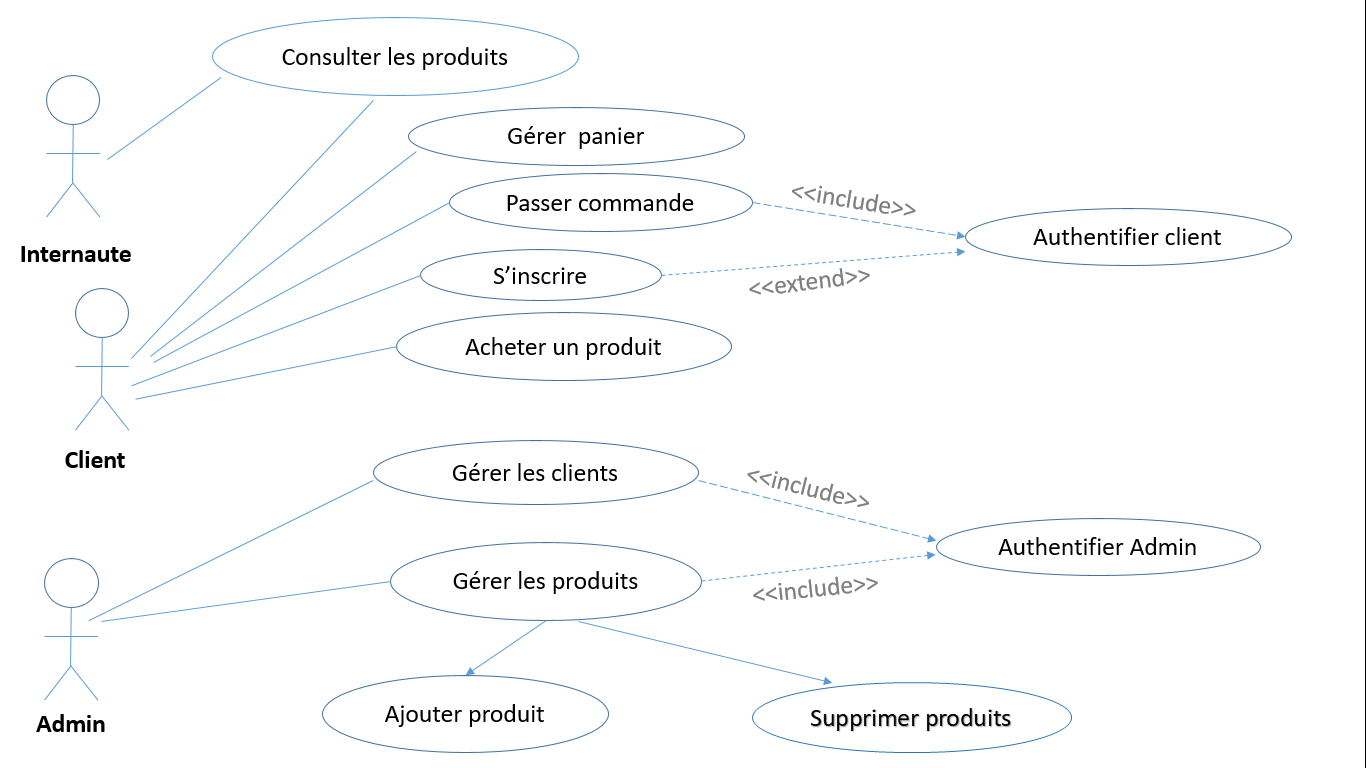 Consulter les produits
Gérer  panier
Passer commande
<<include>>
Authentifier client
Internaute
S’inscrire
<<extend>>
Acheter un produit
Client
Gérer les clients
<<include>>
Authentifier Admin
Gérer les produits
<<include>>
Ajouter produit
Supprimer produits
Admin